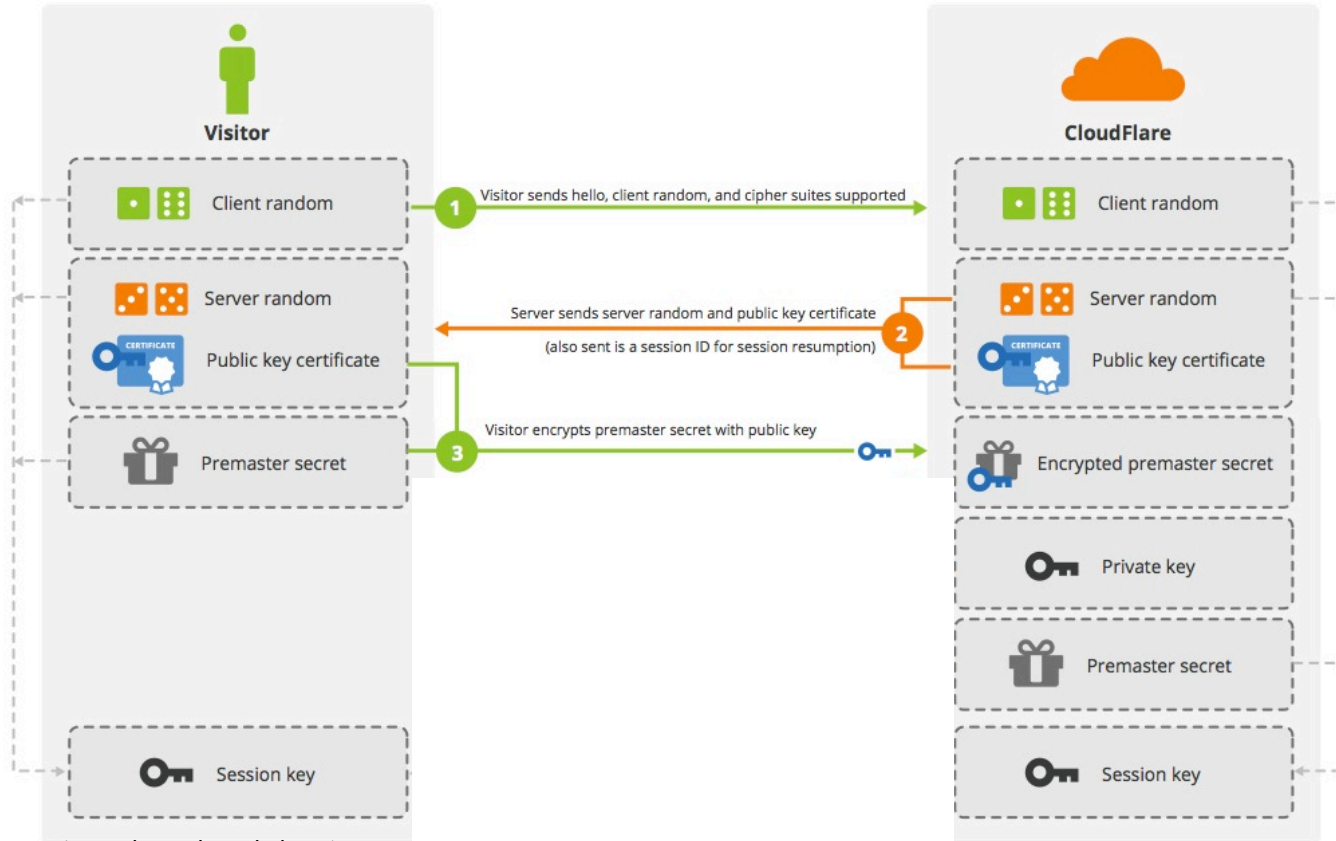 Visitor
CloudFlare
Client random
1
Visitor sends hello, client random, and cipher suites supported
Client random
Server random
CERTIFICATE
Public key certificate
Server sends server random and public key certificate
2
(also sent is a session ID for session resumption)
Server random
CERTIFICATE
Public key certificate
Premaster secret
3
Visitor encrypts premaster secret with public key
Encrypted premaster secret
Private key
Premaster secret
Session key
Session key